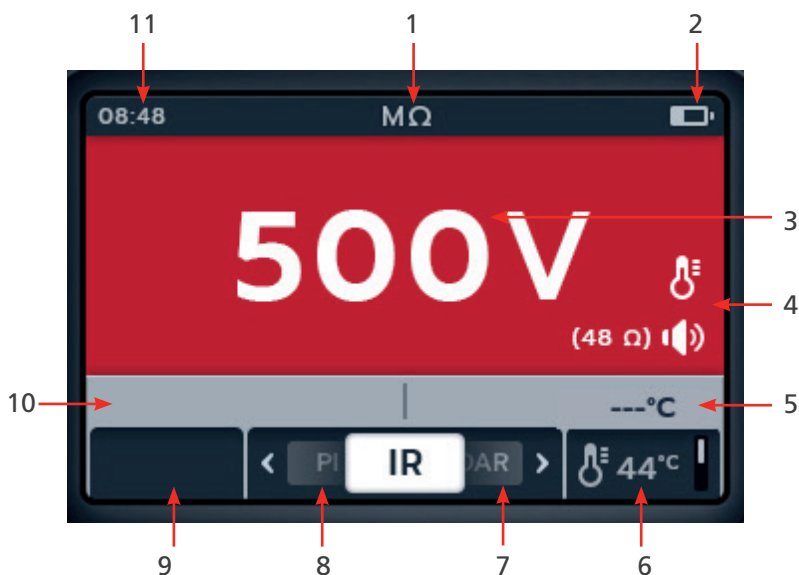 11 1 2
08:48 MΩ
500V
3
4
(48 Ω)
10 ---°C 5
< PI IR DAR > 44°C
9 8 7 6